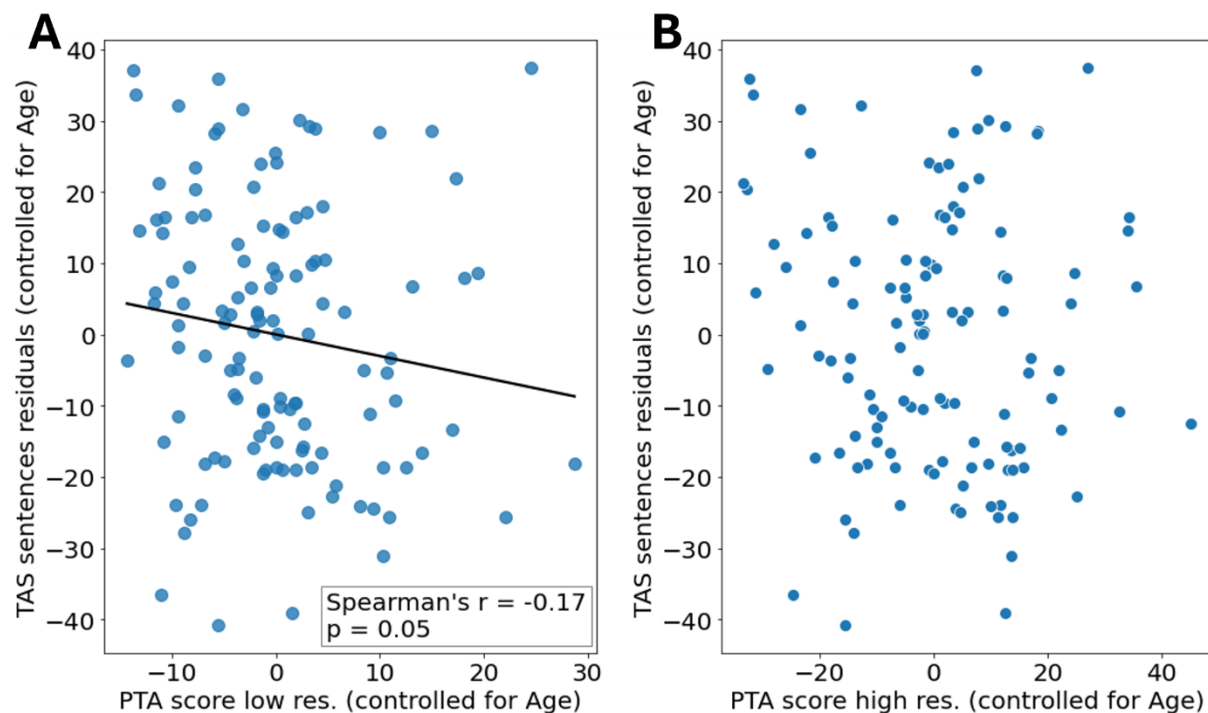 A
TAS sentences residuals (controlled for Age)
40
30
20
10
0
−10
−20
−30
−40
Spearman's r = -0.17
p = 0.05
−10 0 10 20 30
PTA score low res. (controlled for Age)
B
TAS sentences residuals (controlled for Age)
40
30
20
10
0
−10
−20
−30
−40
−20 0 20 40
PTA score high res. (controlled for Age)